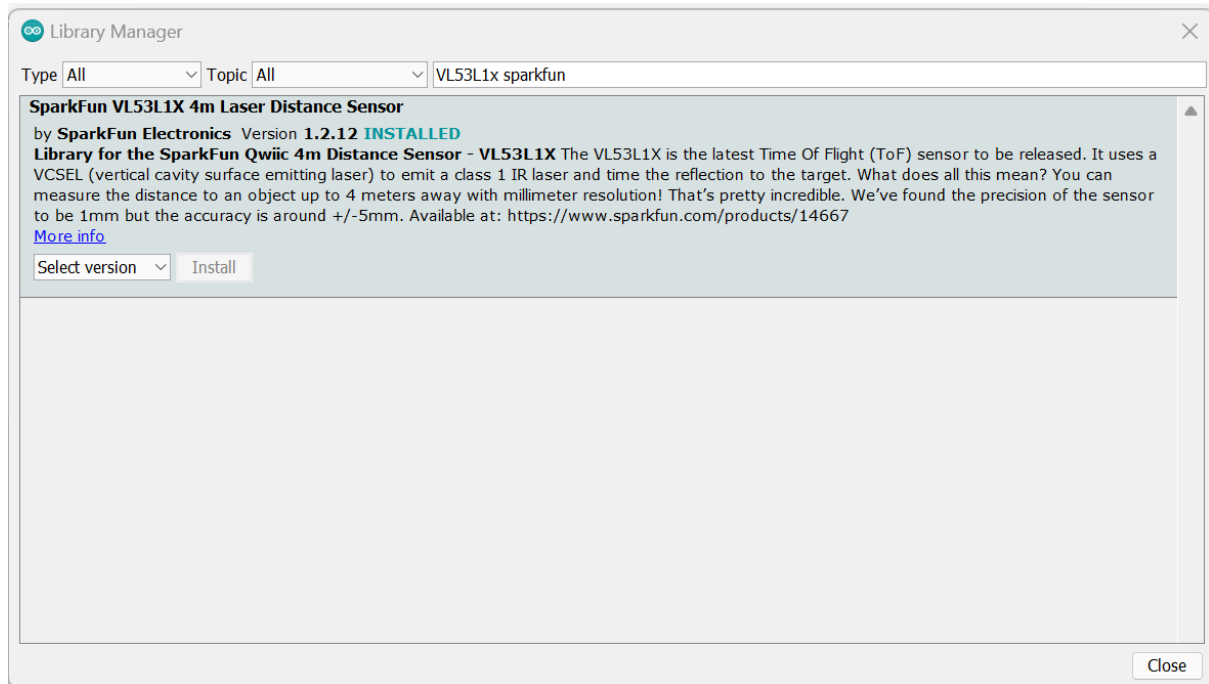 Library Manager
Type All Topic All VL53L1x sparkfun
SparkFun VL53L1X 4m Laser Distance Sensor
by SparkFun Electronics Version 1.2.12 INSTALLED
Library for the SparkFun Qwiic 4m Distance Sensor - VL53L1X The VL53L1X is the latest Time Of Flight (ToF) sensor to be released. It uses a
VCSEL (vertical cavity surface emitting laser) to emit a class 1 IR laser and time the reflection to the target. What does all this mean? You can
measure the distance to an object up to 4 meters away with millimeter resolution! That’s pretty incredible. We’ve found the precision of the sensor
to be 1mm but the accuracy is around +/-5mm. Available at: https://www.sparkfun.com/products/14667
More info
Select version Install
Close